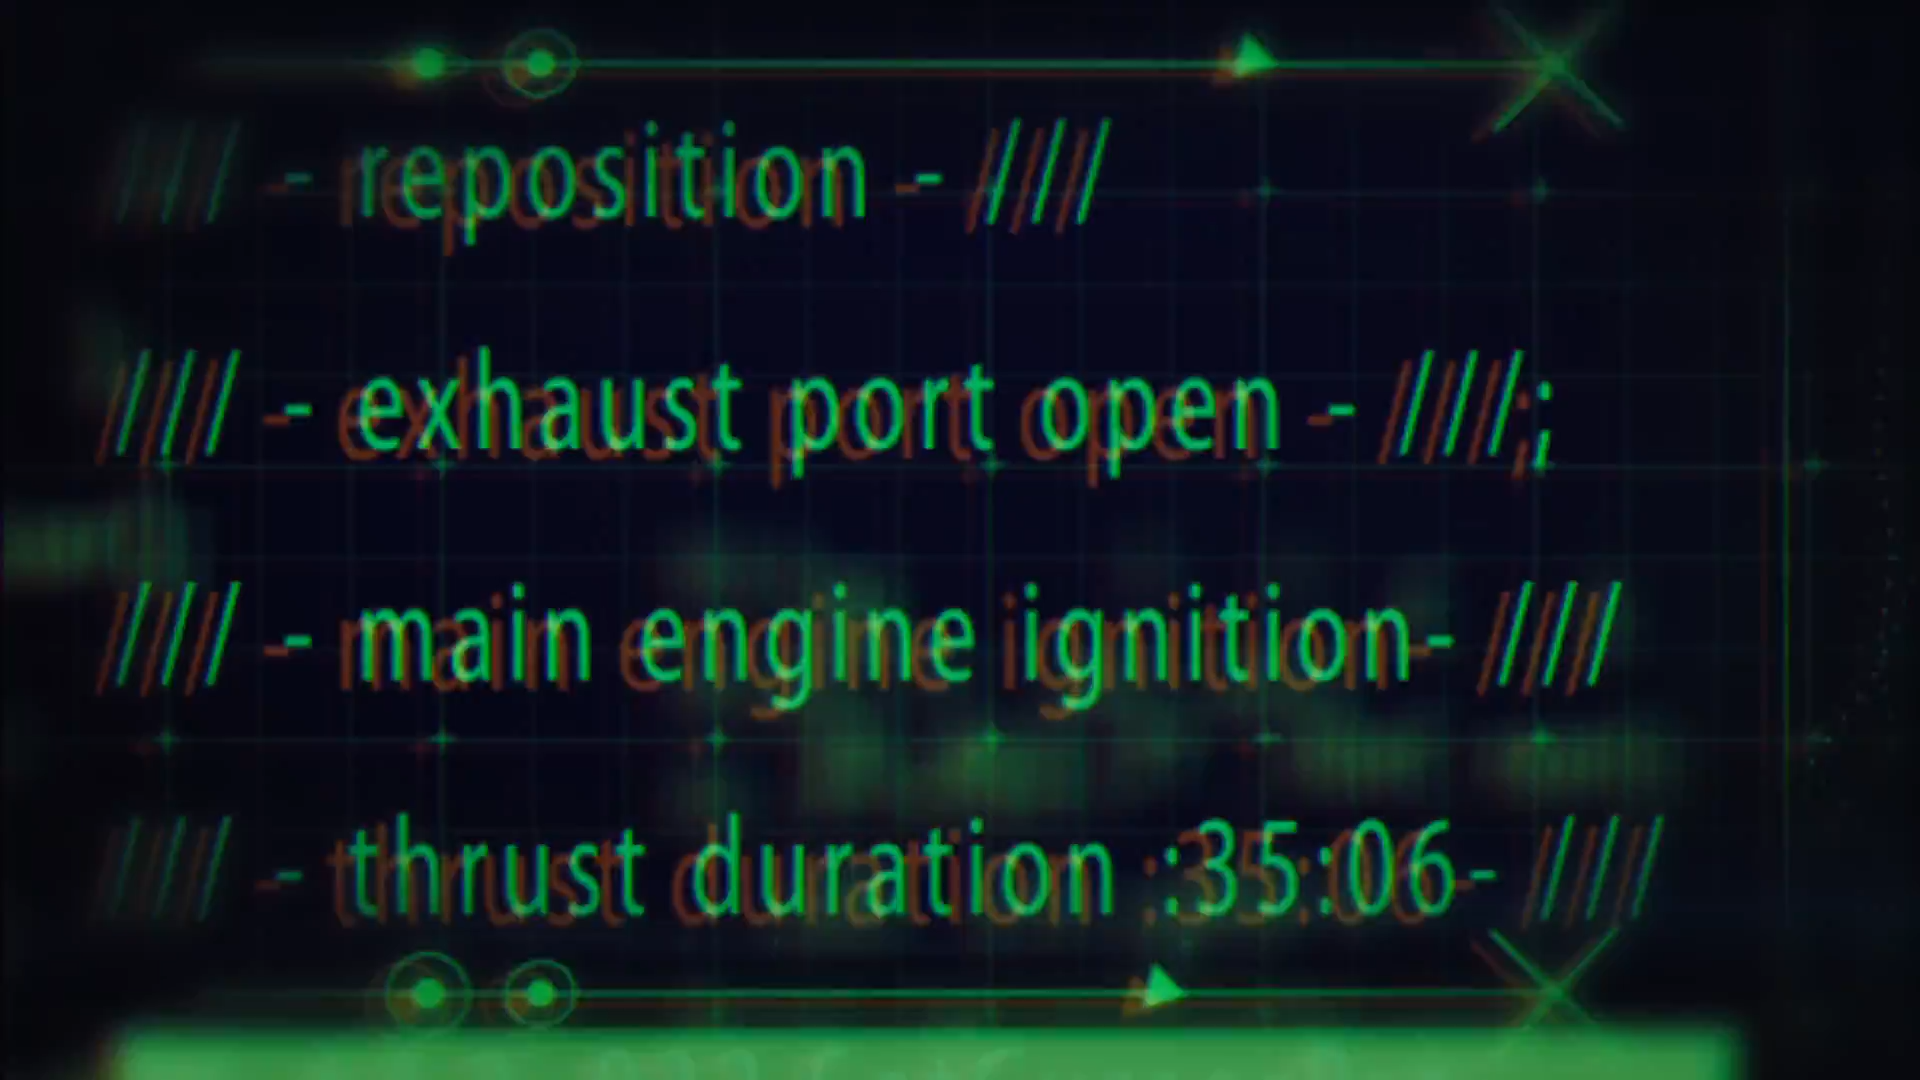 //// - reposition - ////
//// - exhaust port open - ////;
//// - main engine ignition- ////
//// - thrust duration :35:06- ////